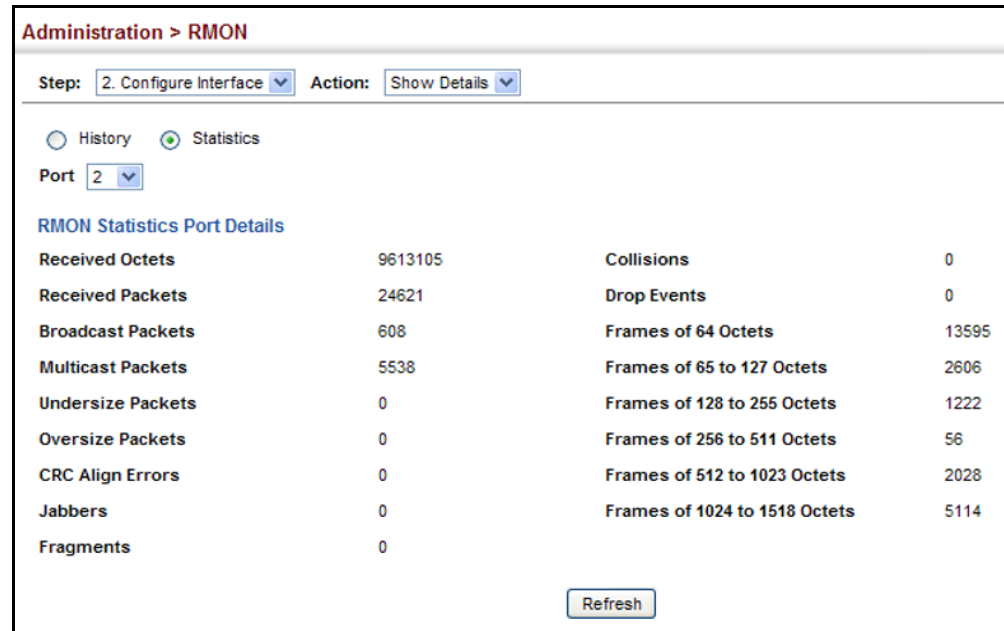 Administration > RMON
Step: 2. Configure Interface Action: Show Details
History Statistics
Port 2
RMON Statistics Port Details
Received Octets 9613105 Collisions 0
Received Packets 24621 Drop Events 0
Broadcast Packets 608 Frames of 64 Octets 13595
Multicast Packets 5538 Frames of 65 to 127 Octets 2606
Undersize Packets 0 Frames of 128 to 255 Octets 1222
Oversize Packets 0 Frames of 256 to 511 Octets 56
CRC Align Errors 0 Frames of 512 to 1023 Octets 2028
Jabbers 0 Frames of 1024 to 1518 Octets 5114
Fragments 0
Refresh